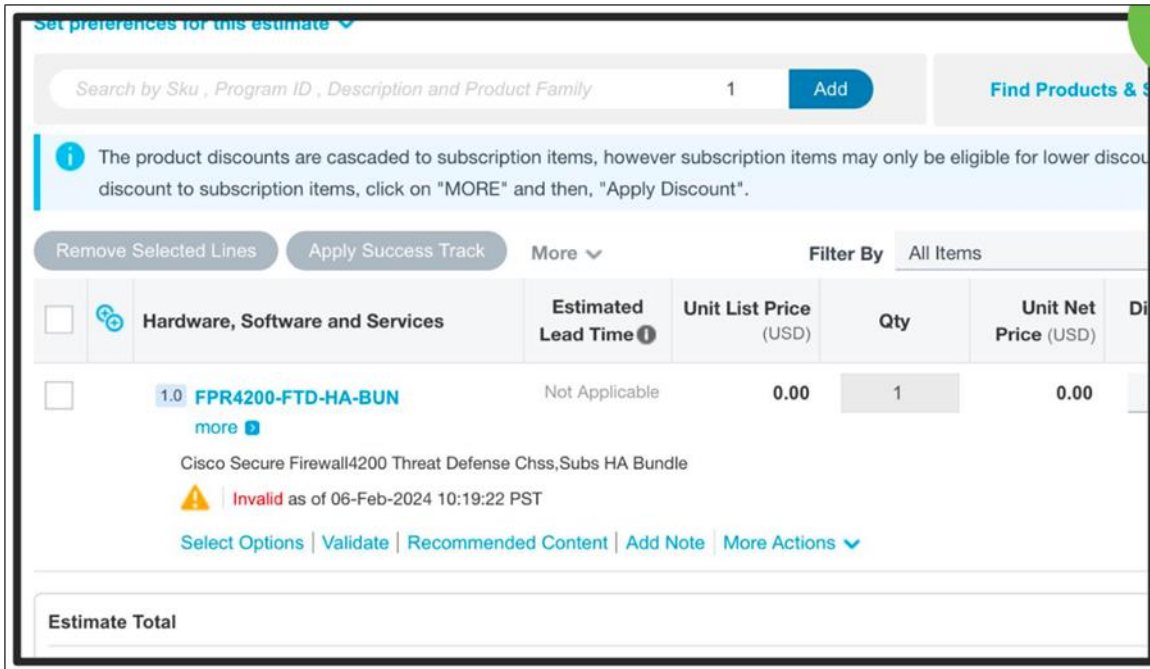 Set preferences for this estimate
Search by Sku , Program ID , Description and Product Family 1 Add
Find Products &
The product discounts are cascaded to subscription items, however subscription items may only be eligible for lower
discount to subscription items, click on "MORE" and then, "Apply Discount".
Remove Selected Lines Apply Success Track More Filter By All Items
Hardware, Software and Services Estimated Lead Time Unit List Price (USD) Qty Unit Net Price (USD)
1.0 FPR4200-FTD-HA-BUN Not Applicable 0.00 1 0.00
more
Cisco Secure Firewall4200 Threat Defense Chss,Subs HA Bundle
Invalid as of 06-Feb-2024 10:19:22 PST
Select Options | Validate | Recommended Content | Add Note | More Actions
Estimate Total